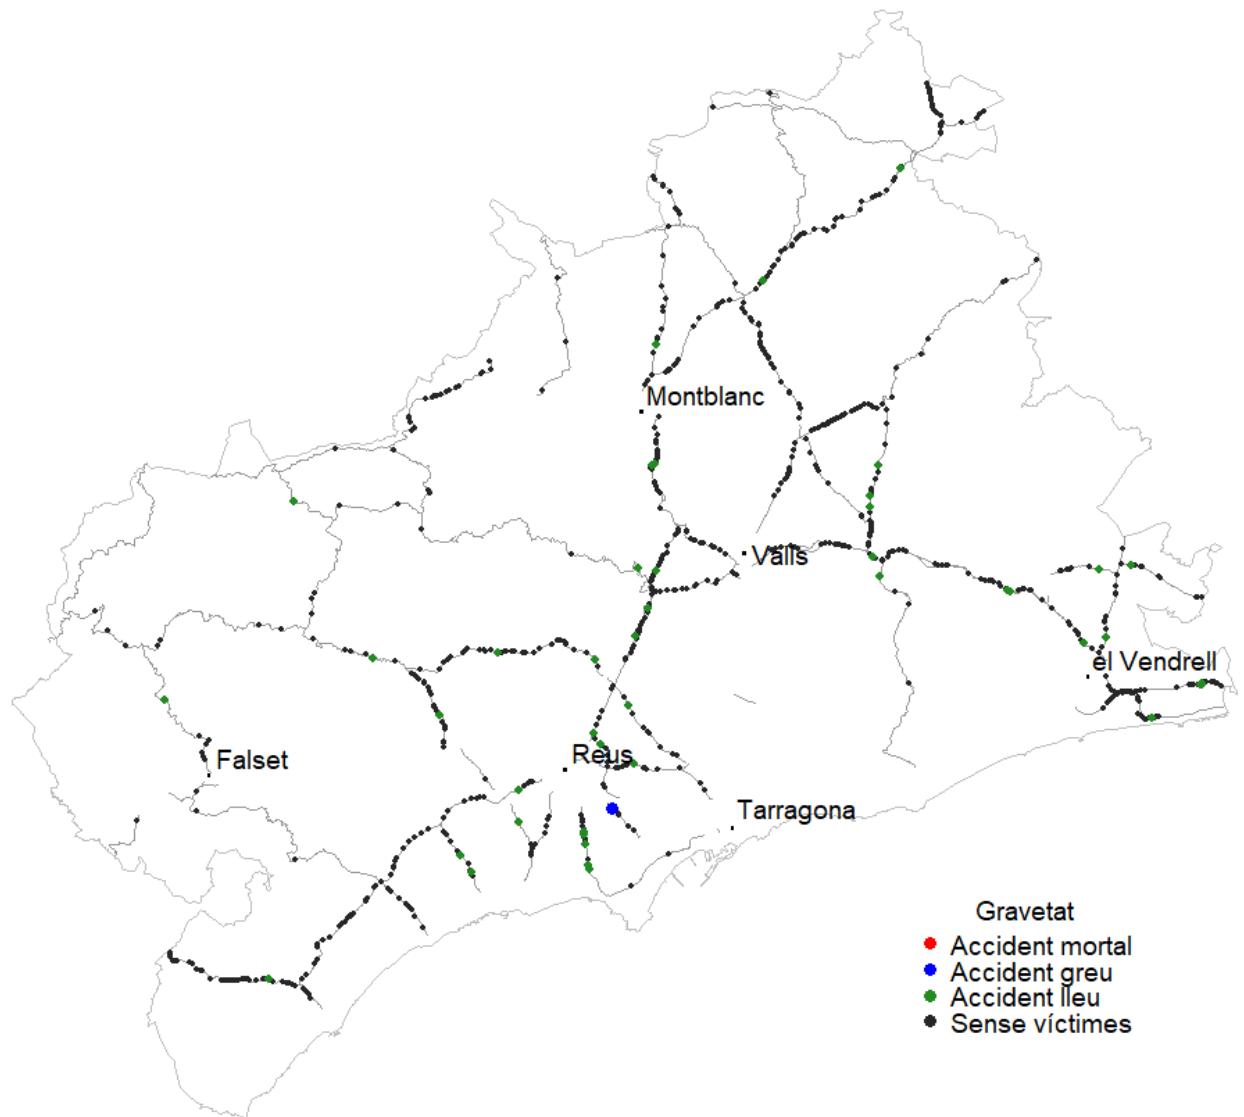 Montblanc
Valls
el Vendrell
Falset
Reus
Tarragona
Gravetat
Accident mortal
Accident greu
Accident lleu
Sense víctimes